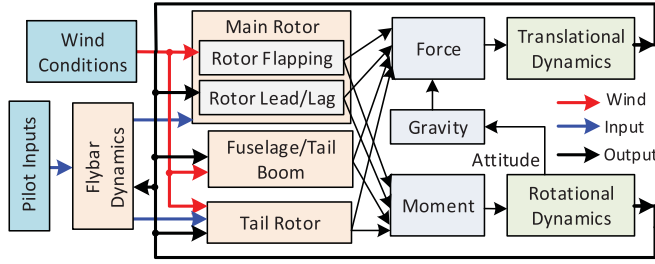 Wind
Conditions
Main Rotor
Rotor Flapping
Rotor Lead/Lag
Force
Translational
Dynamics
Pilot Inputs
Flybar
Dynamics
Fuselage/Tail
Boom
Tail Rotor
Gravity
Attitude
Moment
Rotational
Dynamics
Wind
Input
Output